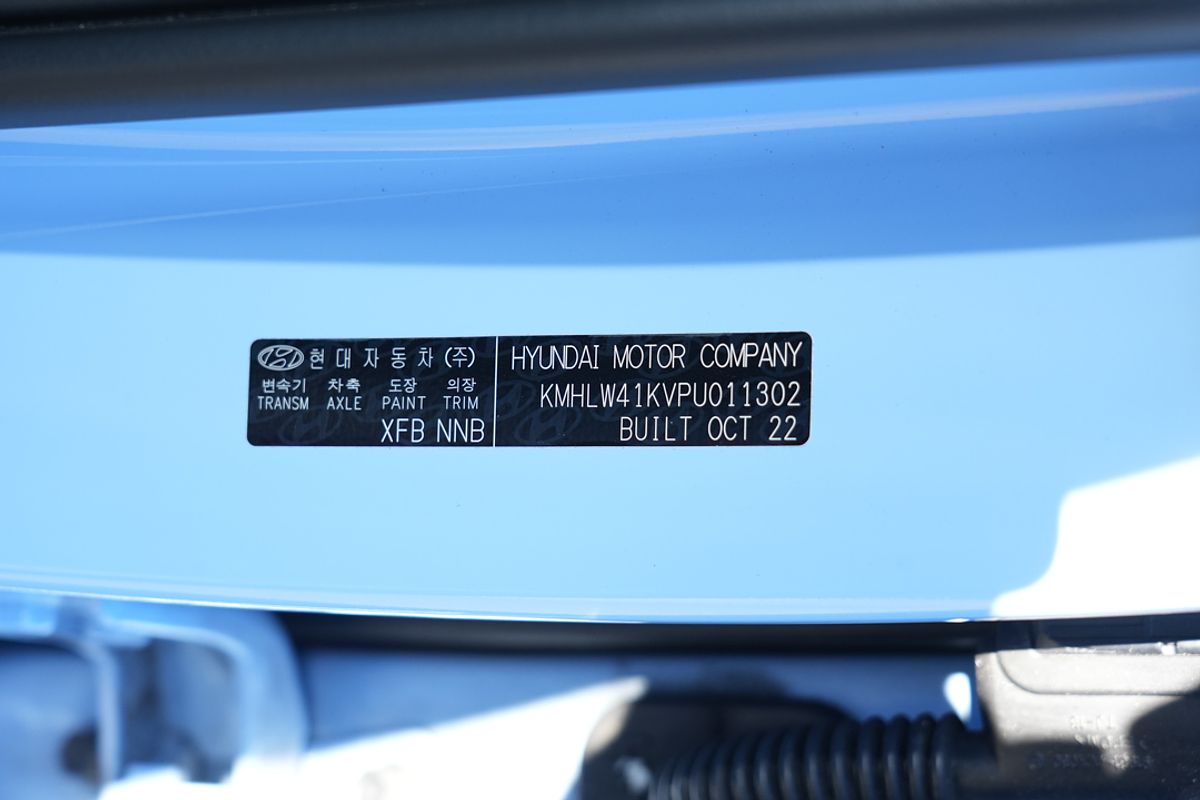 현대자동차(주)
변속기 차축 도장 의장
TRANSM AXLE PAINT TRIM
XFB NNB
HYUNDAI MOTOR COMPANY
KMHLW41KVPU011302
BUILT OCT 22